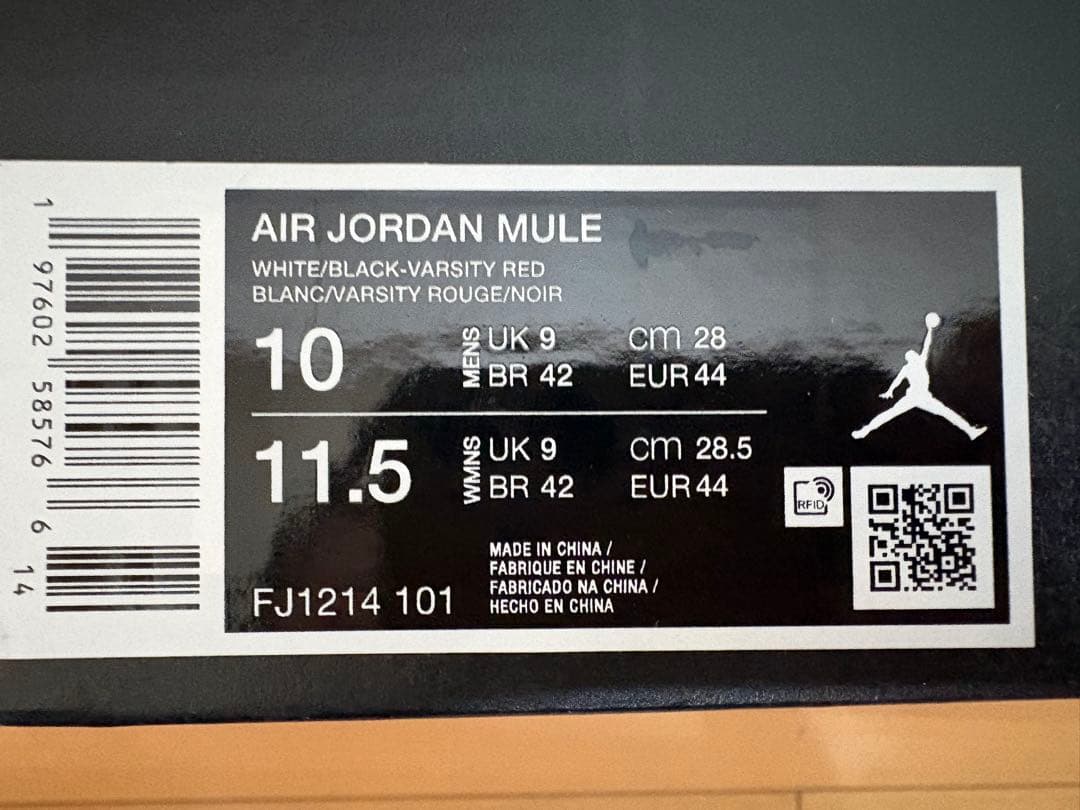 AIR JORDAN MULE
WHITE/BLACK-VARSITY RED
BLANC/VARSITY ROUGE/NOIR
10
MENS
UK 9 cm 28
BR 42 EUR 44
11.5
WMNS
UK 9 cm 28.5
BR 42 EUR 44
MADE IN CHINA /
FABRIQUE EN CHINE /
FABRICADO NA CHINA /
HECHO EN CHINA
FJ1214 101
RFID
1 97602 58576 6 14